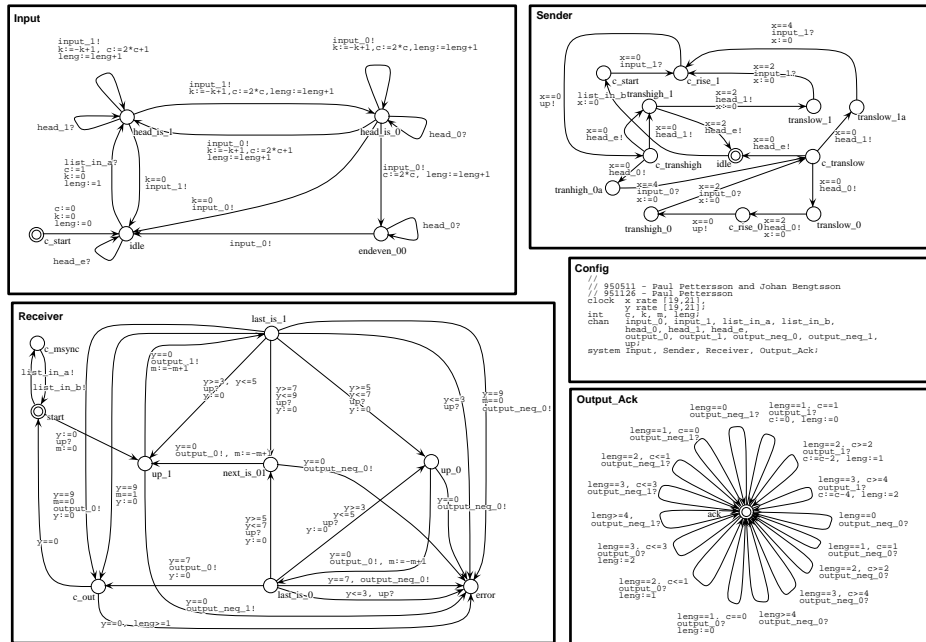 Input
input_1!
k:=-k+1, c:=2*c+1
len:=len+1
input_0!
k:=-k+1,c:=2*c,leng:=leng+1
input_1!
k:=-k+1,c:=2*c+1,leng:=leng+1
head_1?
head_is_1
head_is_0
head_0?
input_0!
k:=-k+1,c:=2*c
leng:=leng+1
list_in_a?
c:=1
k:=0
leng:=1
k==0
input_1!
input_0!
c:=2*c, leng:=leng+1
k==0
input_0!
c:=0
k:=0
leng:=0
head_0?
c_start
idle
input_0!
endeven_00
head_e?
Sender
x==4
input_1?
x:=0
x==0
input_1?
x==2
input_1?
x:=0
c_start
c_rise_1
x==0
up!
list_in_b
x:=0
transhigh_1
x==2
head_1!
x:=0
translow_1
translow_1a
x==0
head_e!
x==0
head_1!
x==2
head_e!
x==0
head_e!
x==0
head_1!
idle
c_transhigh
c_translow
x==0
head_0!
tranhigh_0a
x==4
input_0?
x:=0
x==2
input_0?
x:=0
x==0
head_0!
transhigh_0
x==0
up!
c_rise_0
x==2
head_0!
x:=0
translow_0
Config
//
// 950511 - Paul Pettersson and Johan Bengtsson
// 951126 - Paul Pettersson
clock x rate [19,21],
y rate [19,21];
int c, k, m, leng;
chan input_0, input_1, list_in_a, list_in_b,
head_0, head_1, head_e,
output_0, output_1, output_neq_0, output_neq_1,
up;
system Input, Sender, Receiver, Output_Ack;
Receiver
last_is_1
c_msync
y==0
output_1!
m:=-m+1
list_in_a!
list_in_b!
y>=3, y<=5
up?
y:=0
y>=7
y<=9
up?
y:=0
y>=5
y<=7
up?
y:=0
y<=3
up?
y==9
m==0
output_neq_0!
start
y:=0
up?
m:=0
y==0
output_0!, m:=-m+1
y==0
output_neq_0!
up_1
next_is_01
up_0
y==9
m==0
output_0!
y:=0
y==9
m==1
y:=0
y>=5
y<=7
up?
y:=0
y>=3
y<=5
up?
y:=0
y==0
output_0!
y==0
y==7
output_0!
y:=0
y==0
output_0!, m:=-m+1
y==7, output_neq_0!
c_out
last_is_0
y<=3, up?
error
y==0
output_neq_1!
y==0, leng>=1
Output_Ack
leng==0
output_1?
leng==1, c==1
output_1?
c:=0, leng:=0
leng==1, c==0
output_neq_1?
leng==2, c>=2
output_1?
c:=c-2, leng:=1
leng==2, c<=1
output_neq_1?
leng==3, c>=4
output_1?
c:=c-4, leng:=2
leng==3, c<=3
output_neq_1?
ack
leng>=4,
output_neq_1?
leng==0
output_neq_0?
leng==3, c<=3
output_0?
leng:=2
leng==1, c==1
output_neq_0?
leng==2, c>=2
output_neq_0?
leng==2, c<=1
output_0?
leng:=1
leng==3, c>=4
output_neq_0?
leng==1, c==0
output_0?
leng:=0
leng>=4
output_neq_0?